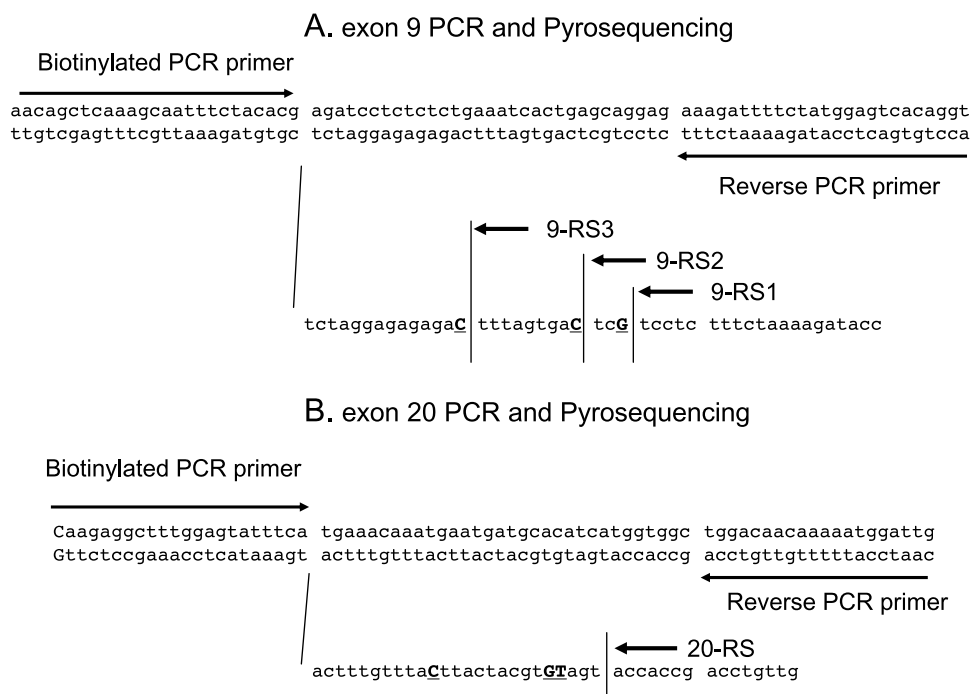 A. exon 9 PCR and Pyrosequencing
Biotinylated PCR primer
aacagctcaaagcaatttctacacg agatcctctctctgaaatcactgagcaggag aaagattttctatggagtcacaggt
ttgtcgagtttcgttaaagatgtgc tctaggagagagactttagtgactcgtcctc tttctaaaagatacctcagtgtcca
Reverse PCR primer
9-RS3
9-RS2
9-RS1
tctaggagagagaC tttagtgaC tcG tcctc tttctaaaagatacc
B. exon 20 PCR and Pyrosequencing
Biotinylated PCR primer
Caagaggctttggagtatttca tgaaacaaatgaatgatgcacatcatggtggc tggacaacaaaaatggattg
Gttctccgaaacctcataaagt actttgtttacttactacgtgtagtaccaccg acctgttgtttttacctaac
Reverse PCR primer
20-RS
actttgtttaCttactacgtGTagt accaccg acctgttg